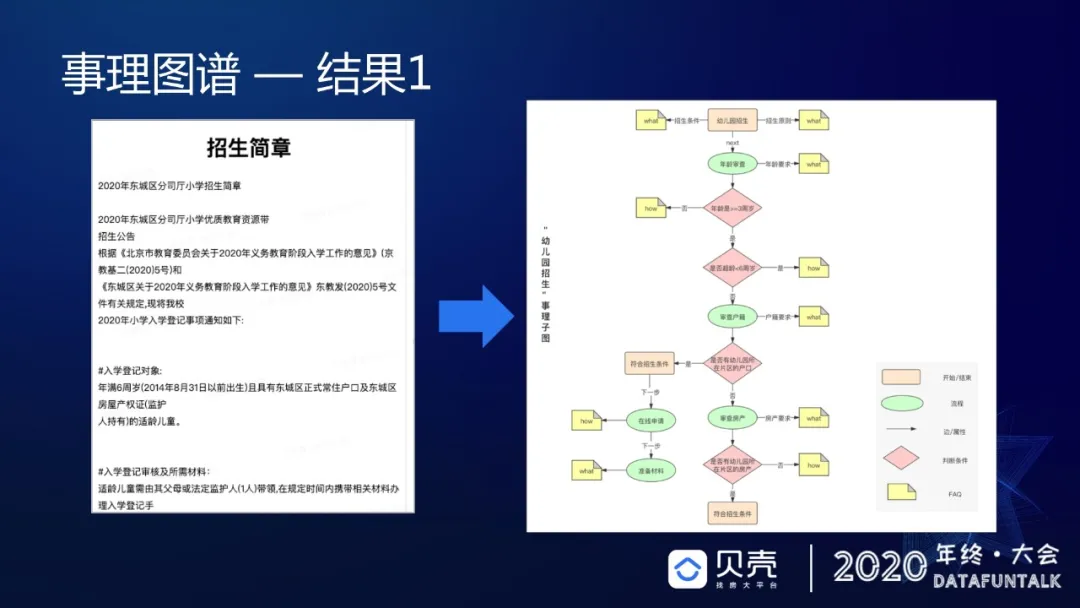 事理图谱 — 结果1
招生简章
2020年东城区分司厅小学招生简章
2020年东城区分司厅小学优质教育资源带
招生公告
根据《北京市教育委员会关于2020年义务教育阶段入学工作的意见》(京
教基二(2020)5号)和
《东城区关于2020年义务教育阶段入学工作的意见》东教发(2020)5号文
件有关规定,现将我校
2020年小学入学登记事项通知如下:
#入学登记对象:
年满6周岁(2014年8月31日以前出生)且具有东城区正式常住户口及东城区
房屋产权证(监护
人持有)的适龄儿童。
#入学登记审核及所需材料:
适龄儿童需由其父母或法定监护人(1人)带领,在规定时间内携带相关材料办
理入学登记手
"幼儿园招生"事理子图
what 招生条件 幼儿园招生 招生原则 what
next
年龄审查 年龄要求 what
how 否 年龄是>=3周岁
是
是否超龄<6周岁 是 how
否
审查户籍 户籍要求 what
符合招生条件 是 是否有幼儿园所
在片区的户口
下一步 否
how 在线申请 审查房产 房产要求 what
下一步
what 准备材料 是否有幼儿园所
在片区的房产 否 how
是
符合招生条件
开始/结束
流程
边/属性
判断条件
FAQ
贝壳
找房大平台
2020 年终·大会
DATAFUNTALK